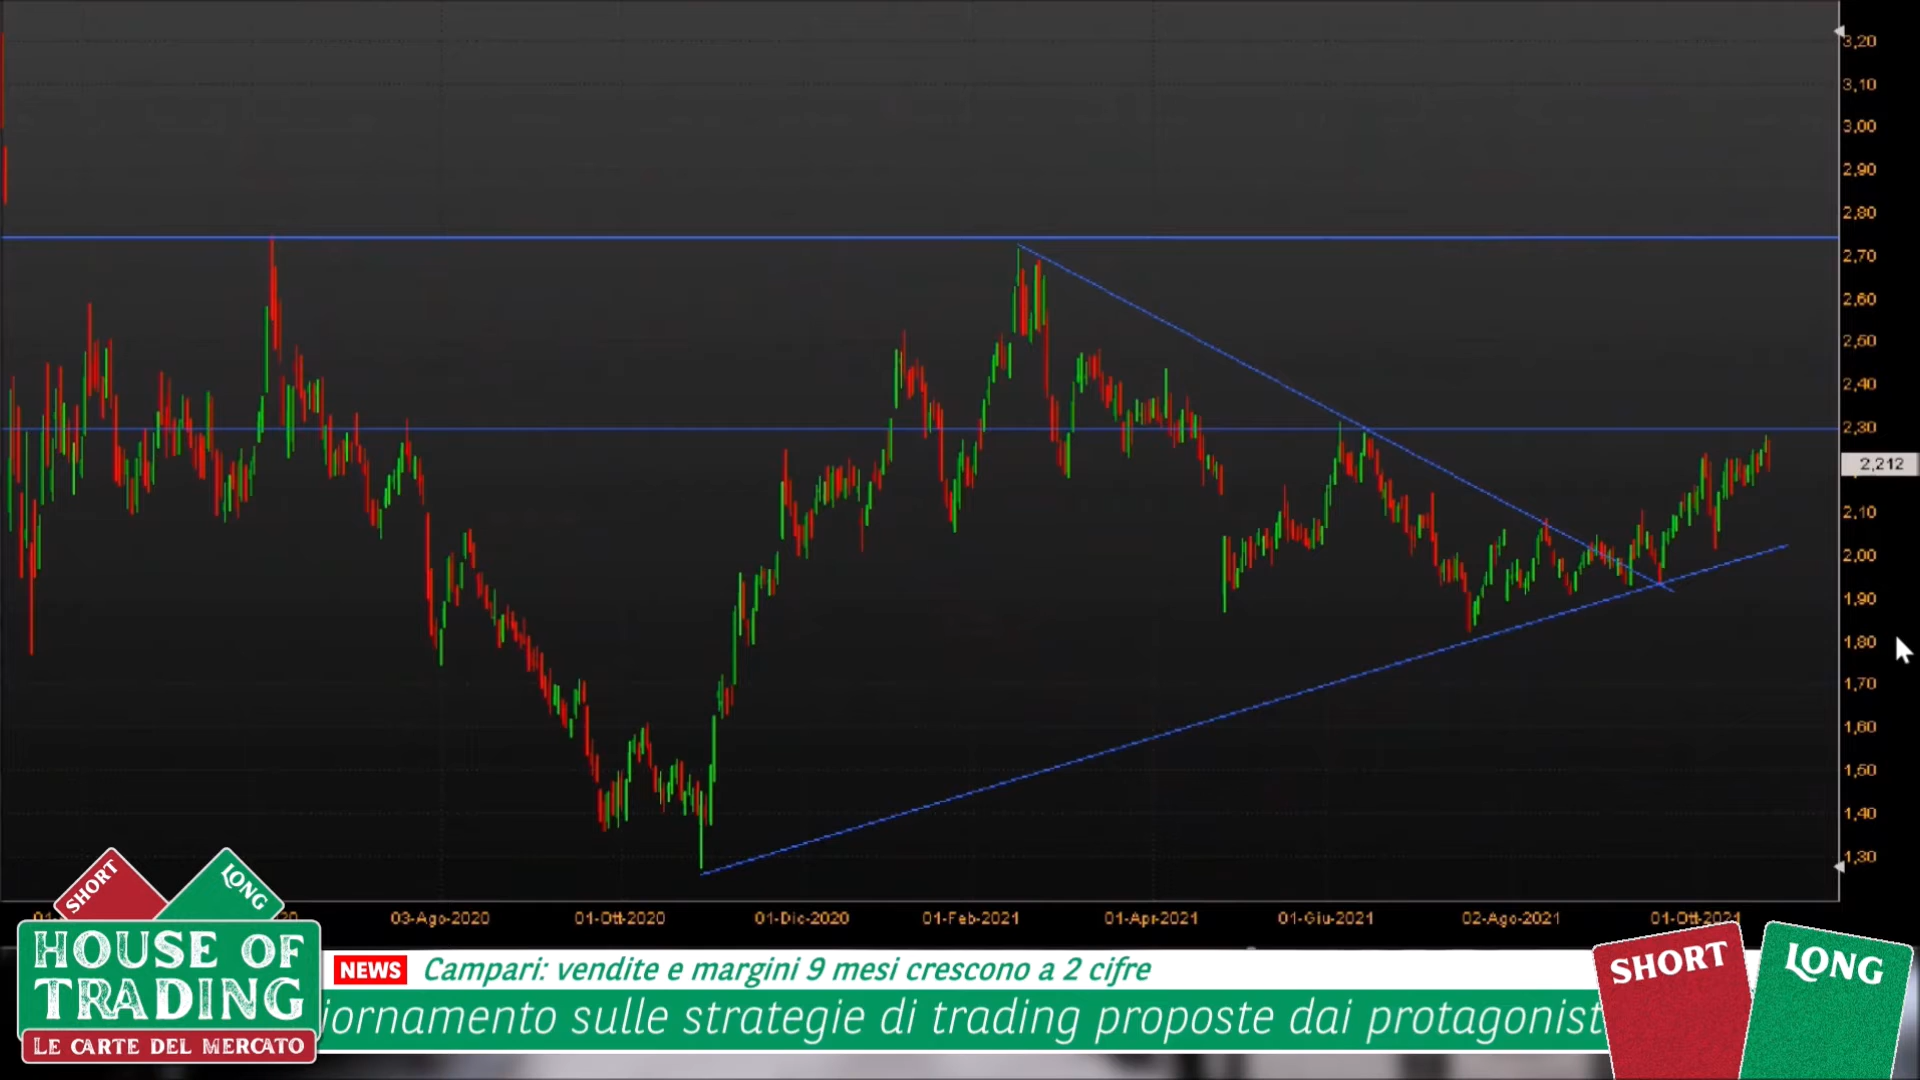 3,20
3,10
3,00
2,90
2,80
2,70
2,60
2,50
2,40
2,30
2,212
2,10
2,00
1,90
1,80
1,70
1,60
1,50
1,40
1,30
03-Ago-2020
01-Ott-2020
01-Dic-2020
01-Feb-2021
01-Apr-2021
01-Giu-2021
02-Ago-2021
01-Ott-2021
SHORT
LONG
HOUSE OF
TRADING
LE CARTE DEL MERCATO
NEWS Campari: vendite e margini 9 mesi crescono a 2 cifre
iornamento sulle strategie di trading proposte dai protagonist
SHORT
LONG